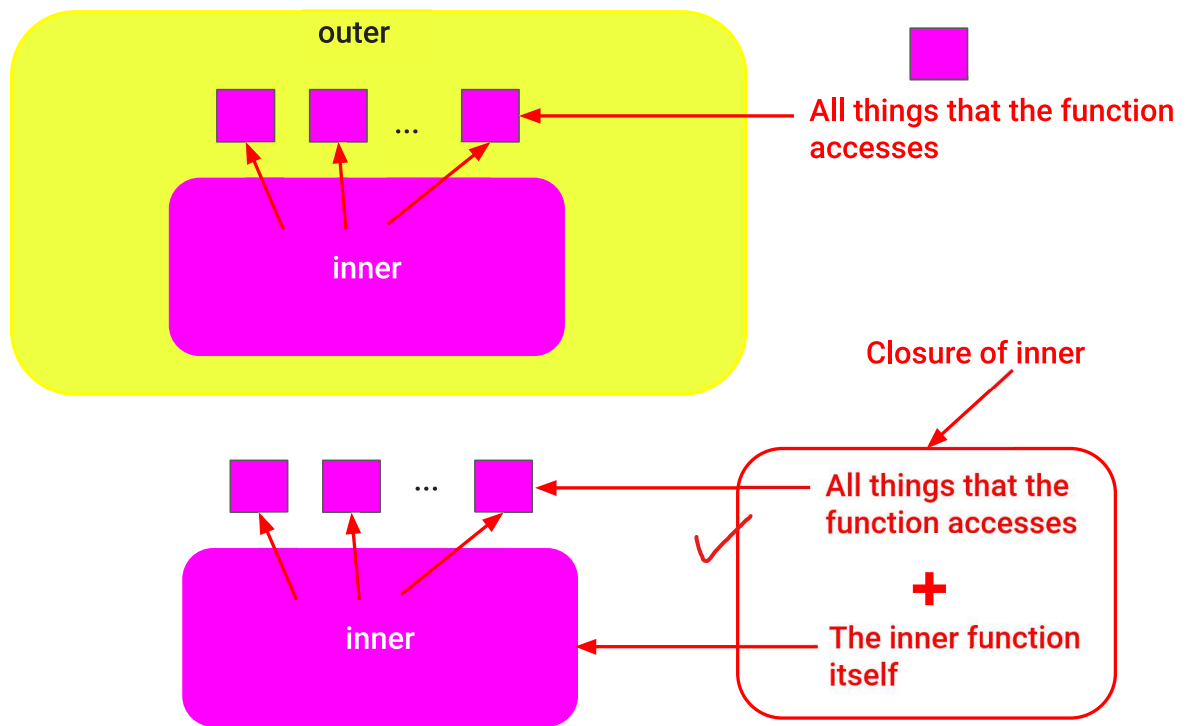 outer
...
All things that the function
accesses
inner
Closure of inner
...
All things that the
function accesses
+
The inner function
itself
inner